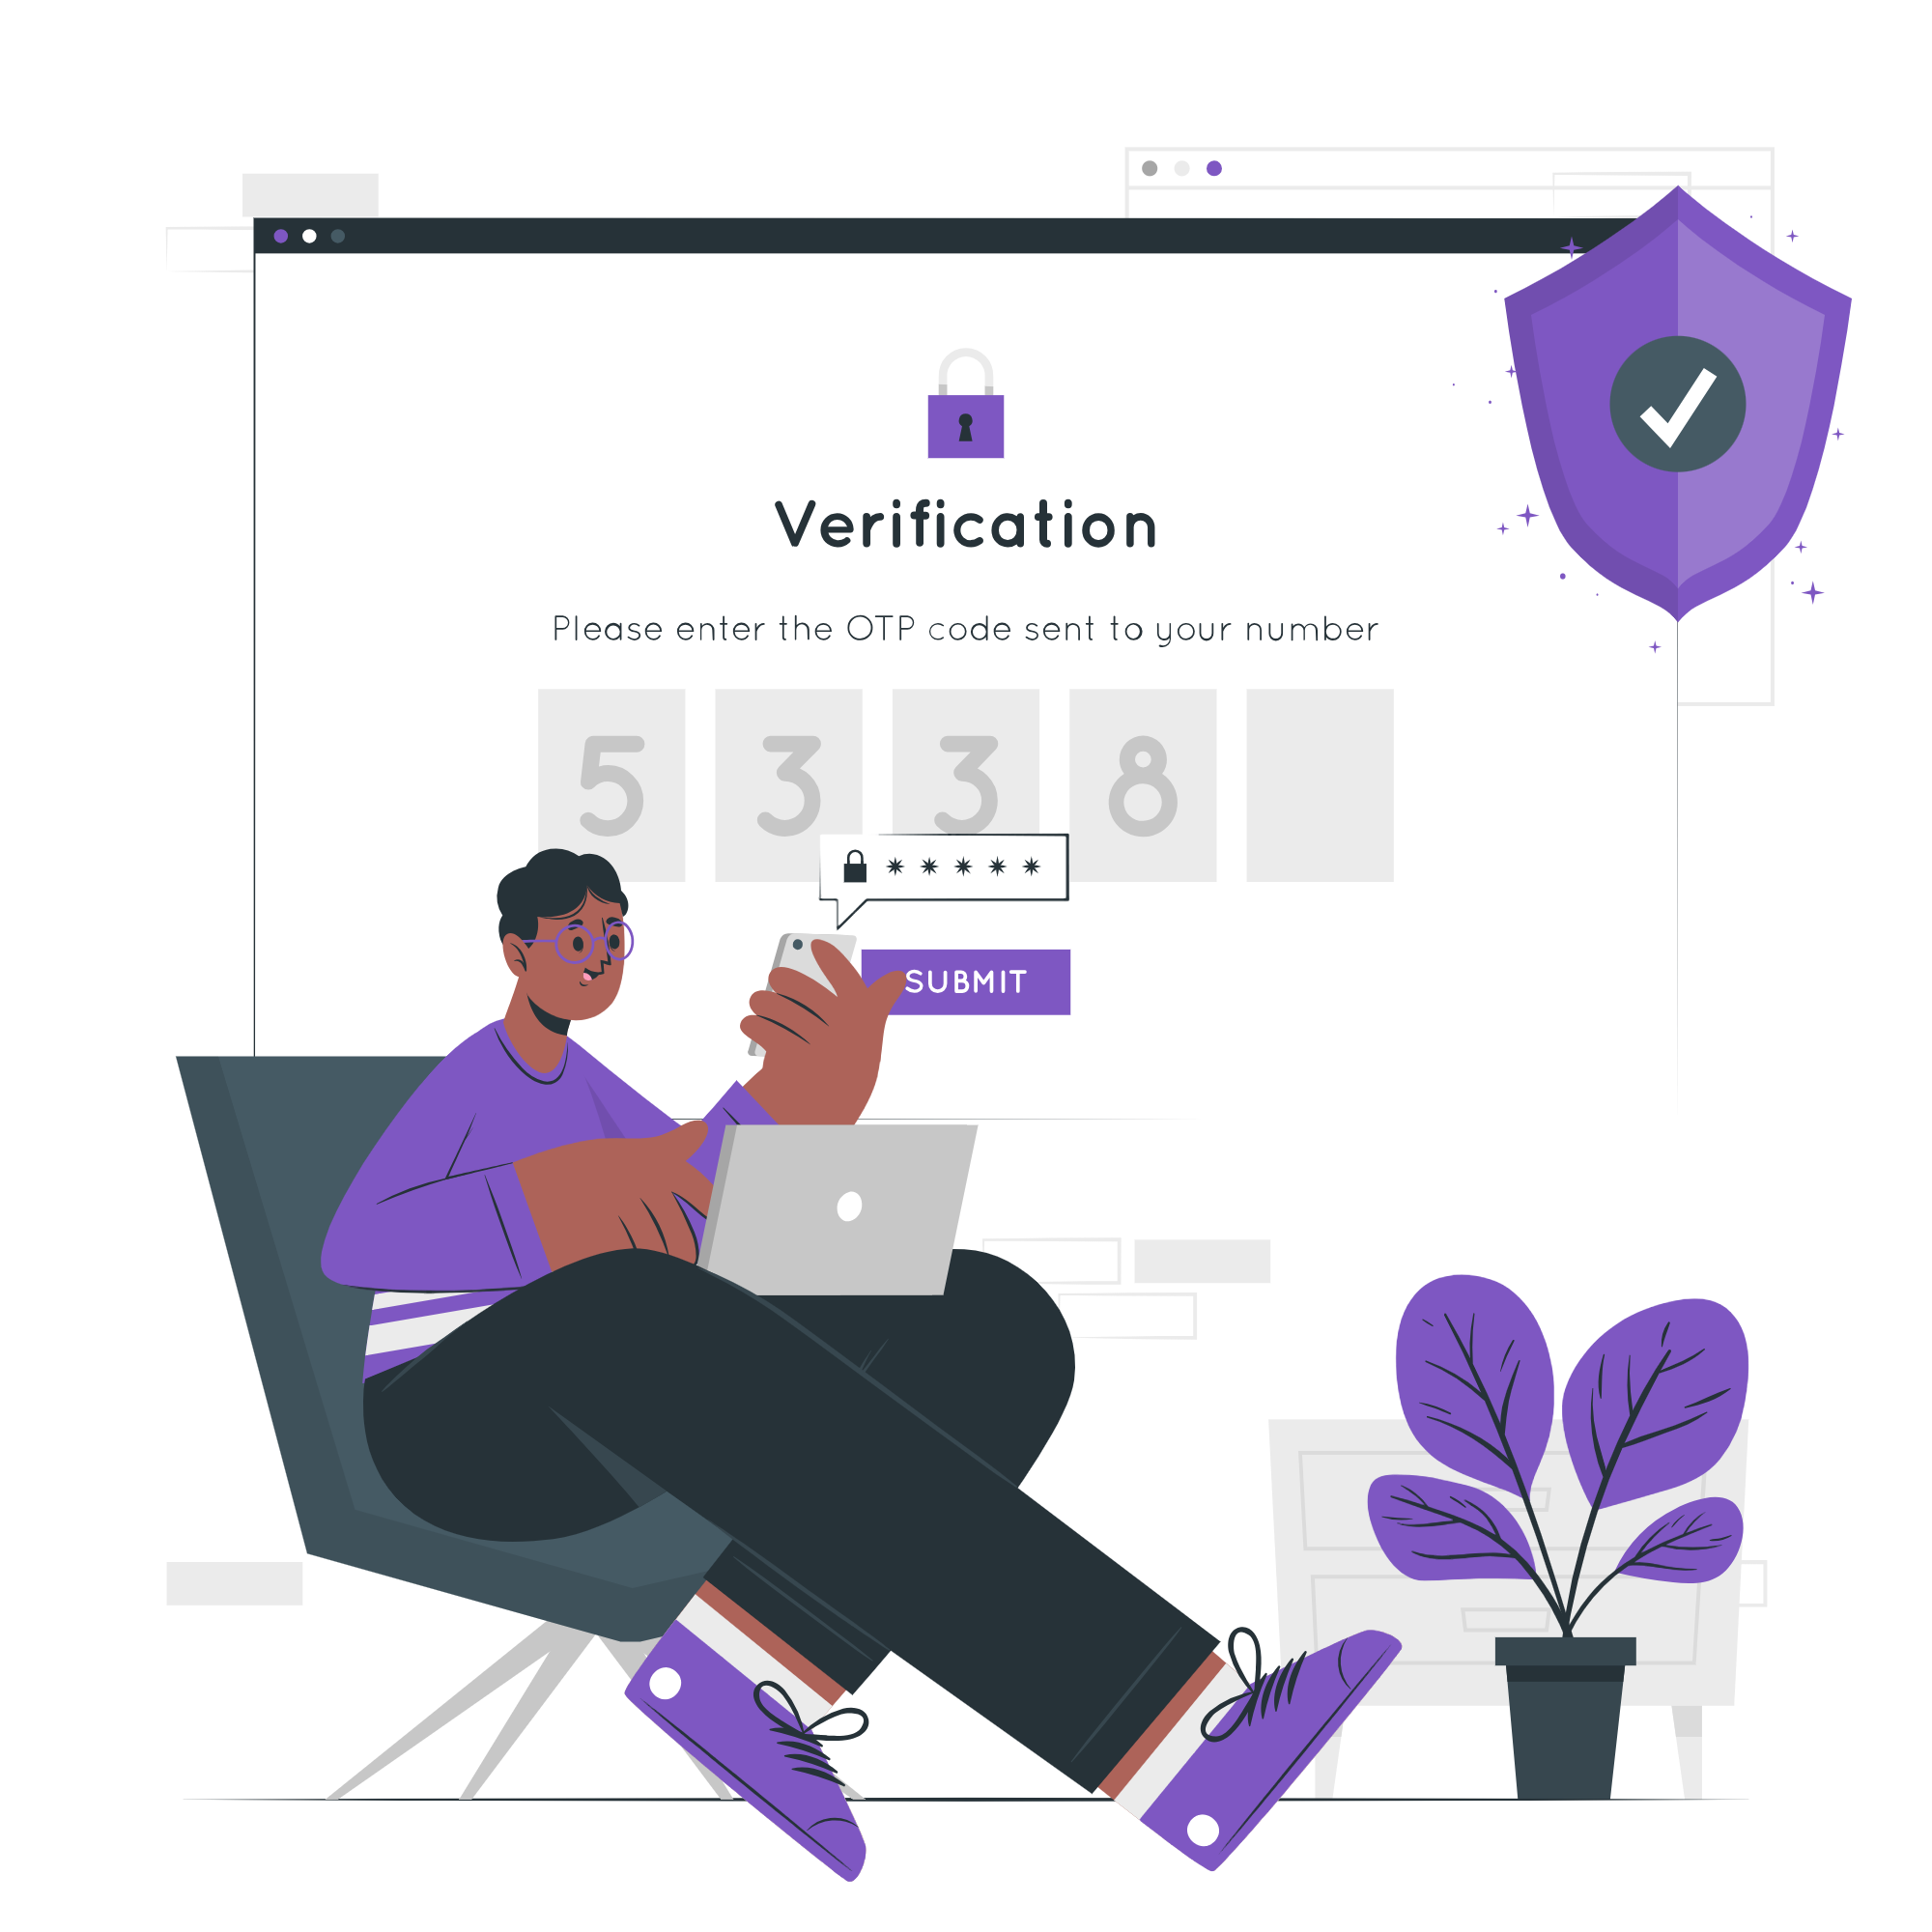 Verification
Please enter the OTP code sent to your number
5 3 3 8
* * * * *
SUBMIT